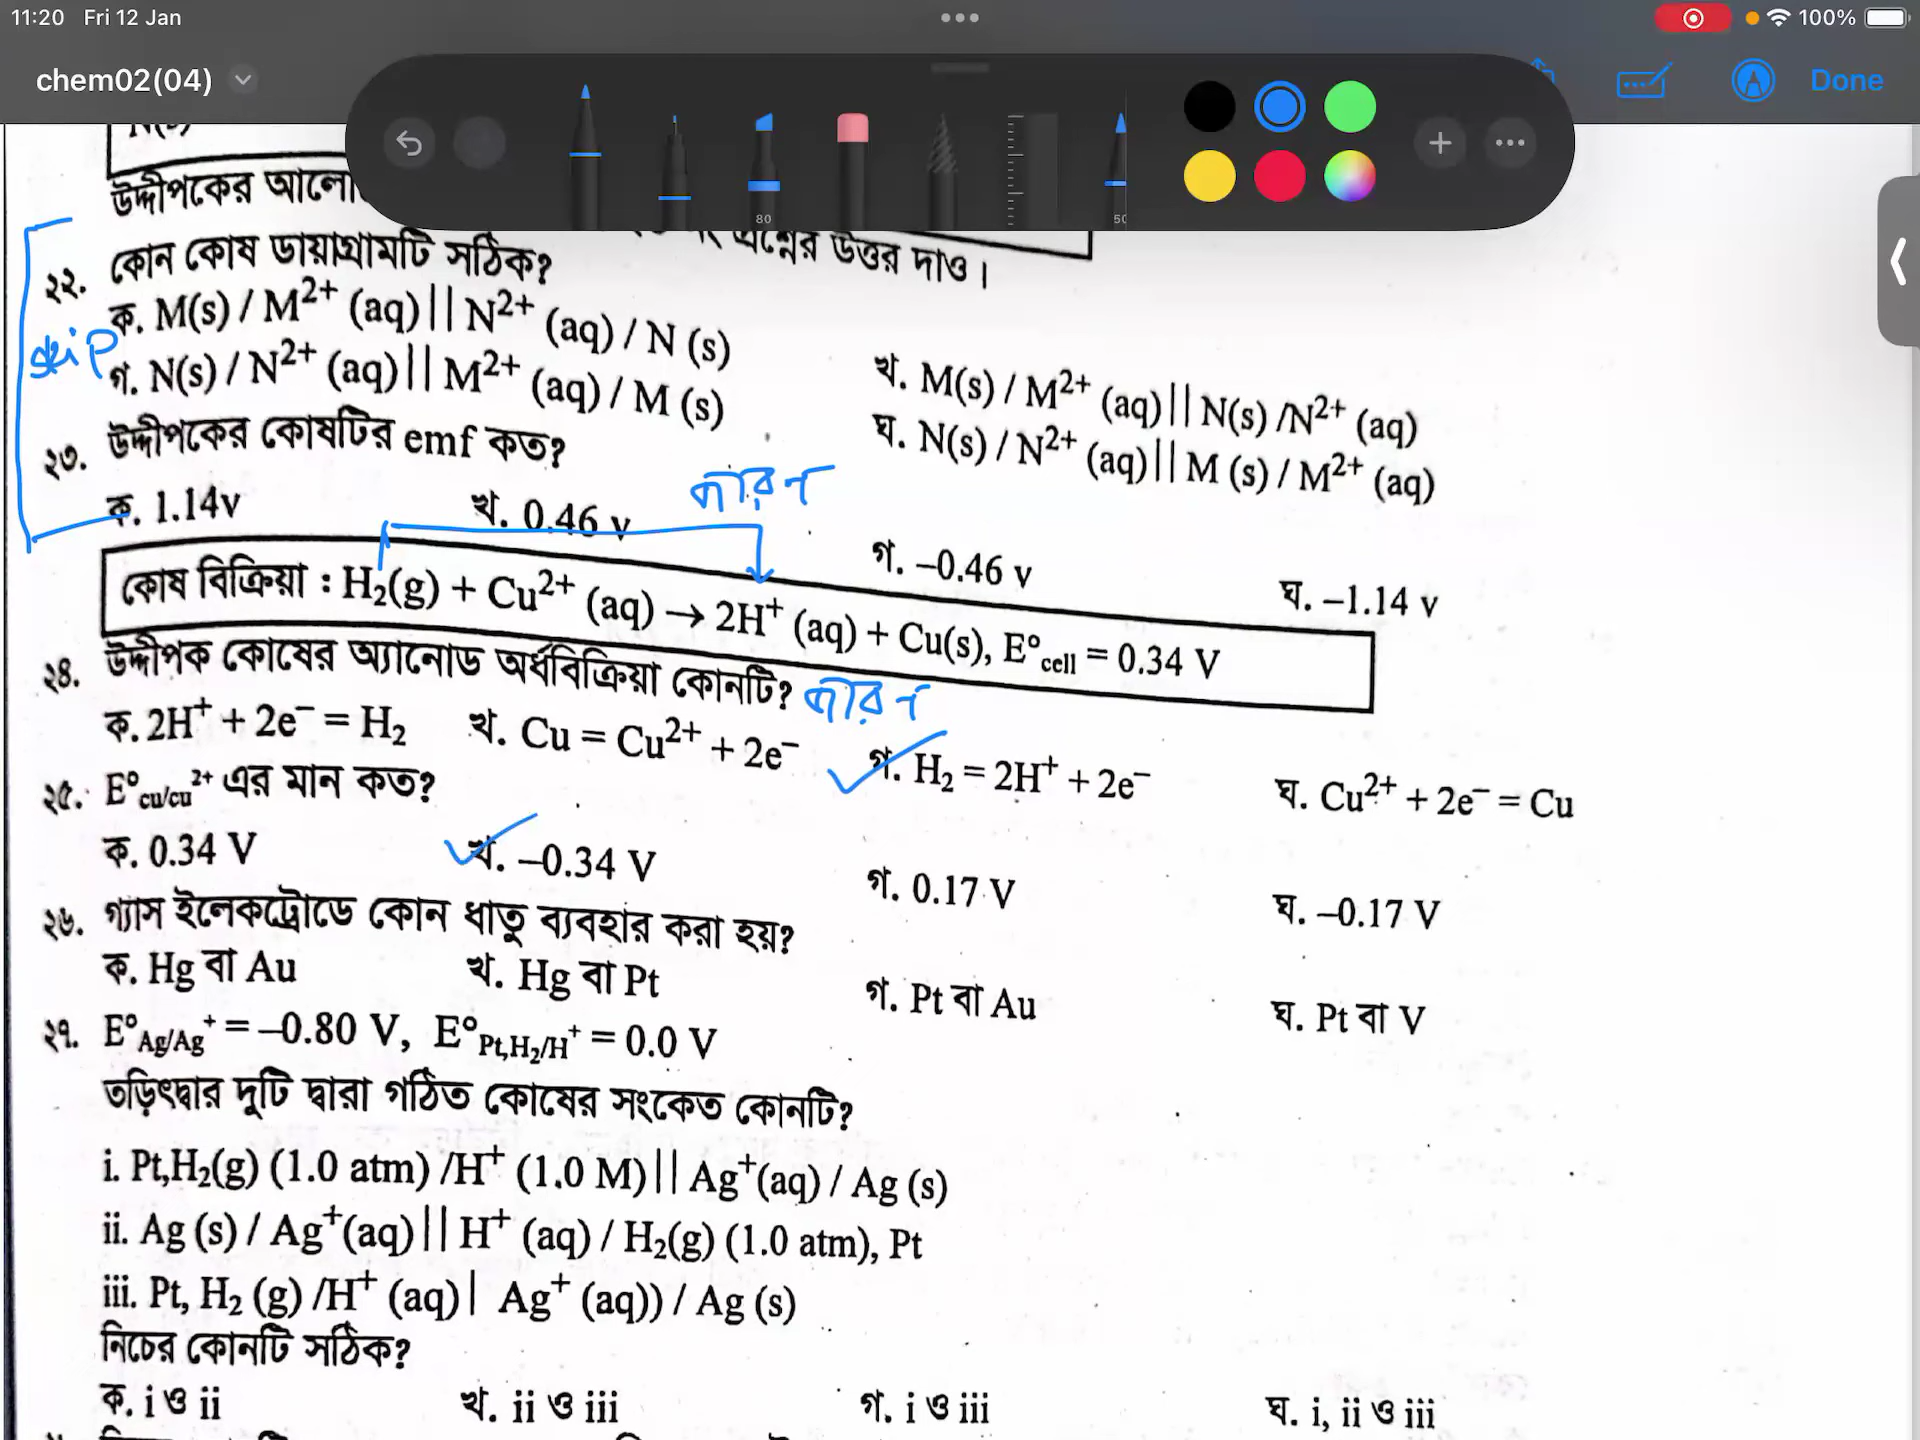 11:20 Fri 12 Jan
100%
chem02(04)
Done
80
50
উদ্দীপকের আলো
প্রশ্নের উত্তর দাও।
২২. কোন কোষ ডায়াগ্রামটি সঠিক?
ক. M(s) / M²⁺ (aq) || N²⁺ (aq) / N (s)
খ. M(s) / M²⁺ (aq) || N(s) /N²⁺ (aq)
skip
গ. N(s) / N²⁺ (aq) || M²⁺ (aq) / M (s)
ঘ. N(s) / N²⁺ (aq) || M (s) / M²⁺ (aq)
২৩. উদ্দীপকের কোষটির emf কত?
ক. 1.14v খ. 0.46 v গ. –0.46 v ঘ. –1.14 v
জারণ
কোষ বিক্রিয়া : H₂(g) + Cu²⁺ (aq) → 2H⁺ (aq) + Cu(s), E°cell = 0.34 V
২৪. উদ্দীপক কোষের অ্যানোড অর্ধবিক্রিয়া কোনটি? জারণ
ক. 2H⁺ + 2e⁻ = H₂ খ. Cu = Cu²⁺ + 2e⁻ গ. H₂ = 2H⁺ + 2e⁻ ঘ. Cu²⁺ + 2e⁻ = Cu
২৫. E°cu/cu²⁺ এর মান কত?
ক. 0.34 V খ. –0.34 V গ. 0.17 V ঘ. –0.17 V
২৬. গ্যাস ইলেকট্রোডে কোন ধাতু ব্যবহার করা হয়?
ক. Hg বা Au খ. Hg বা Pt গ. Pt বা Au ঘ. Pt বা V
২৭. E°Ag/Ag⁺ = –0.80 V, E°Pt,H₂/H⁺ = 0.0 V
তড়িৎদ্বার দুটি দ্বারা গঠিত কোষের সংকেত কোনটি?
i. Pt,H₂(g) (1.0 atm) /H⁺ (1.0 M) || Ag⁺(aq) / Ag (s)
ii. Ag (s) / Ag⁺(aq) || H⁺ (aq) / H₂(g) (1.0 atm), Pt
iii. Pt, H₂ (g) /H⁺ (aq) | Ag⁺ (aq)) / Ag (s)
নিচের কোনটি সঠিক?
ক. i ও ii খ. ii ও iii গ. i ও iii ঘ. i, ii ও iii